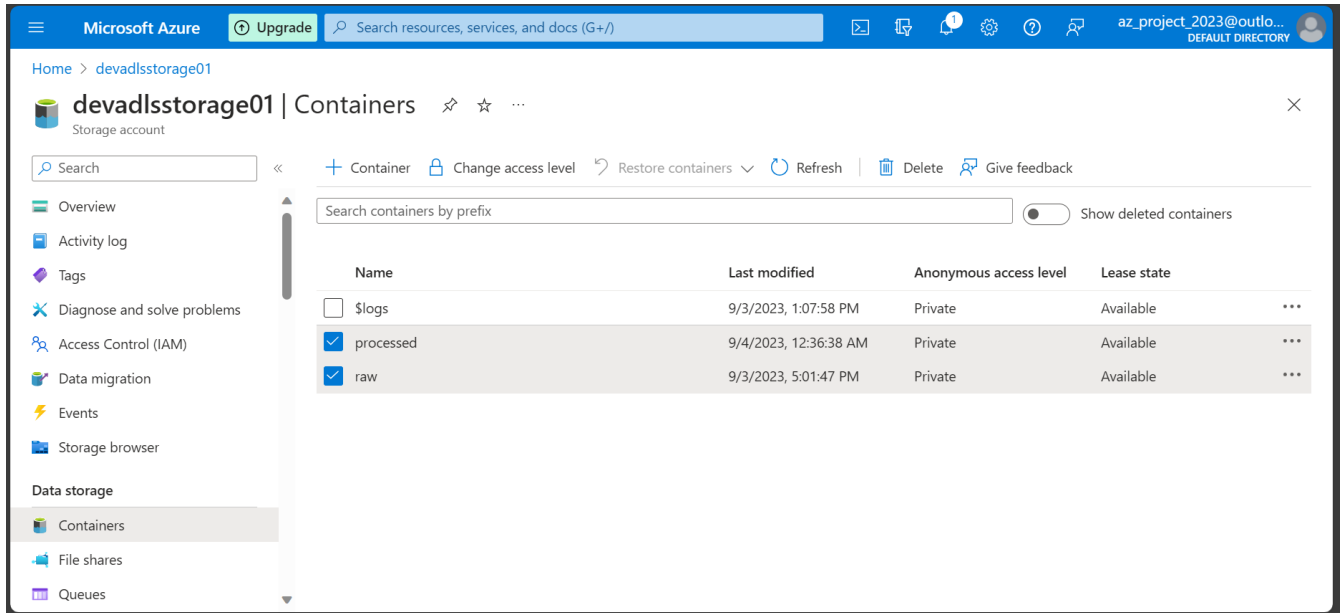 Microsoft Azure Upgrade Search resources, services, and docs (G+/) 1 az_project_2023@outlo...
DEFAULT DIRECTORY
Home > devadlsstorage01
devadlsstorage01 | Containers ...
Storage account
Search « + Container Change access level Restore containers Refresh Delete Give feedback
Overview
Search containers by prefix Show deleted containers
Activity log
Tags
Name Last modified Anonymous access level Lease state
Diagnose and solve problems
$logs 9/3/2023, 1:07:58 PM Private Available ...
Access Control (IAM)
processed 9/4/2023, 12:36:38 AM Private Available ...
Data migration
raw 9/3/2023, 5:01:47 PM Private Available ...
Events
Storage browser
Data storage
Containers
File shares
Queues